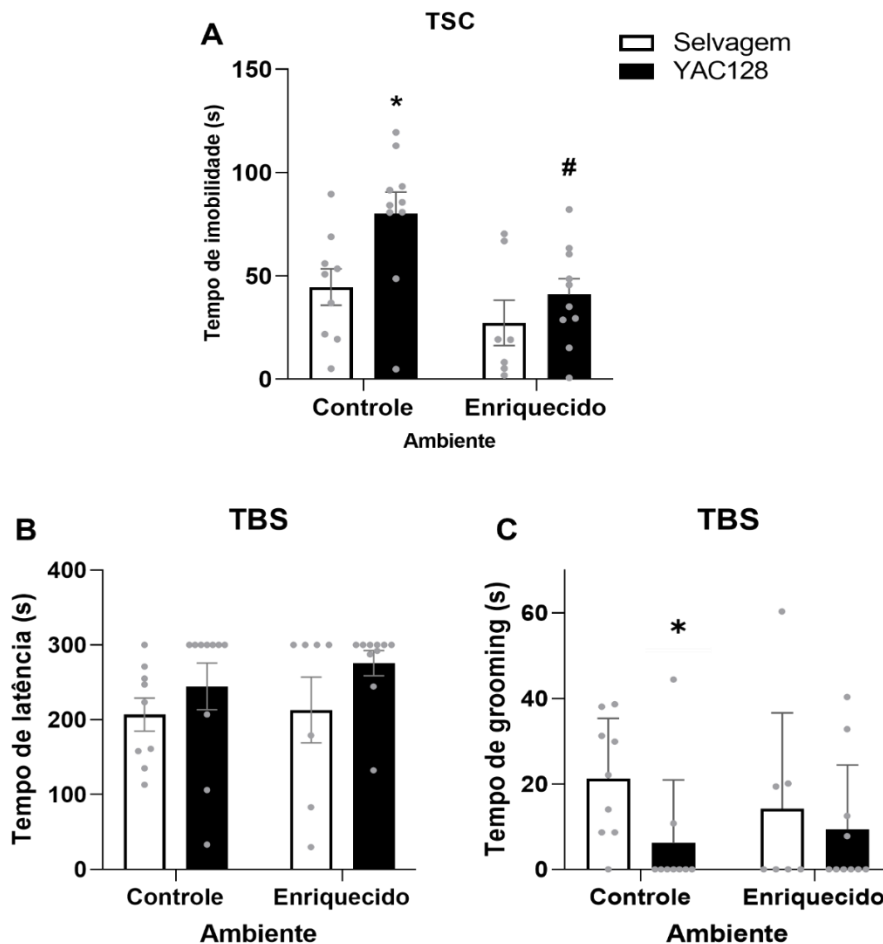 A
TSC
Selvagem
YAC128
Tempo de imobilidade (s)
150
100
50
0
*
#
Controle
Enriquecido
Ambiente
B
TBS
Tempo de latência (s)
400
300
200
100
0
Controle
Enriquecido
Ambiente
C
TBS
Tempo de grooming (s)
60
40
20
0
*
Controle
Enriquecido
Ambiente